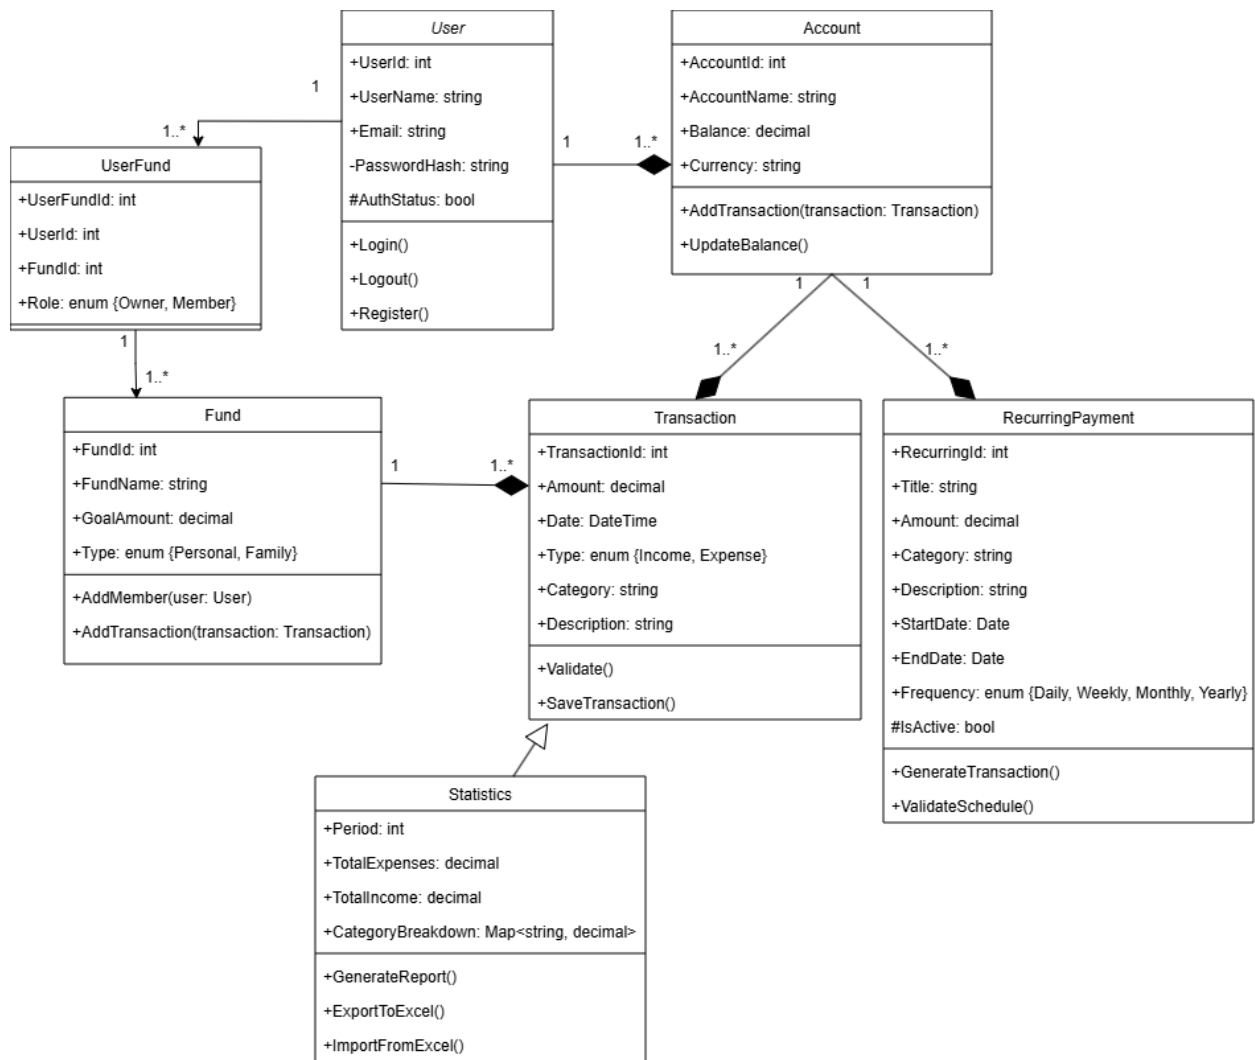 User
+UserId: int
+UserName: string
+Email: string
-PasswordHash: string
#AuthStatus: bool
+Login()
+Logout()
+Register()
Account
+AccountId: int
+AccountName: string
+Balance: decimal
+Currency: string
+AddTransaction(transaction: Transaction)
+UpdateBalance()
1
1..*
1
1..*
UserFund
+UserFundId: int
+UserId: int
+FundId: int
+Role: enum {Owner, Member}
1
1..*
1
1..*
1
1..*
Fund
+FundId: int
+FundName: string
+GoalAmount: decimal
+Type: enum {Personal, Family}
+AddMember(user: User)
+AddTransaction(transaction: Transaction)
1
1..*
Transaction
+TransactionId: int
+Amount: decimal
+Date: DateTime
+Type: enum {Income, Expense}
+Category: string
+Description: string
+Validate()
+SaveTransaction()
RecurringPayment
+RecurringId: int
+Title: string
+Amount: decimal
+Category: string
+Description: string
+StartDate: Date
+EndDate: Date
+Frequency: enum {Daily, Weekly, Monthly, Yearly}
#IsActive: bool
+GenerateTransaction()
+ValidateSchedule()
Statistics
+Period: int
+TotalExpenses: decimal
+TotalIncome: decimal
+CategoryBreakdown: Map<string, decimal>
+GenerateReport()
+ExportToExcel()
+ImportFromExcel()